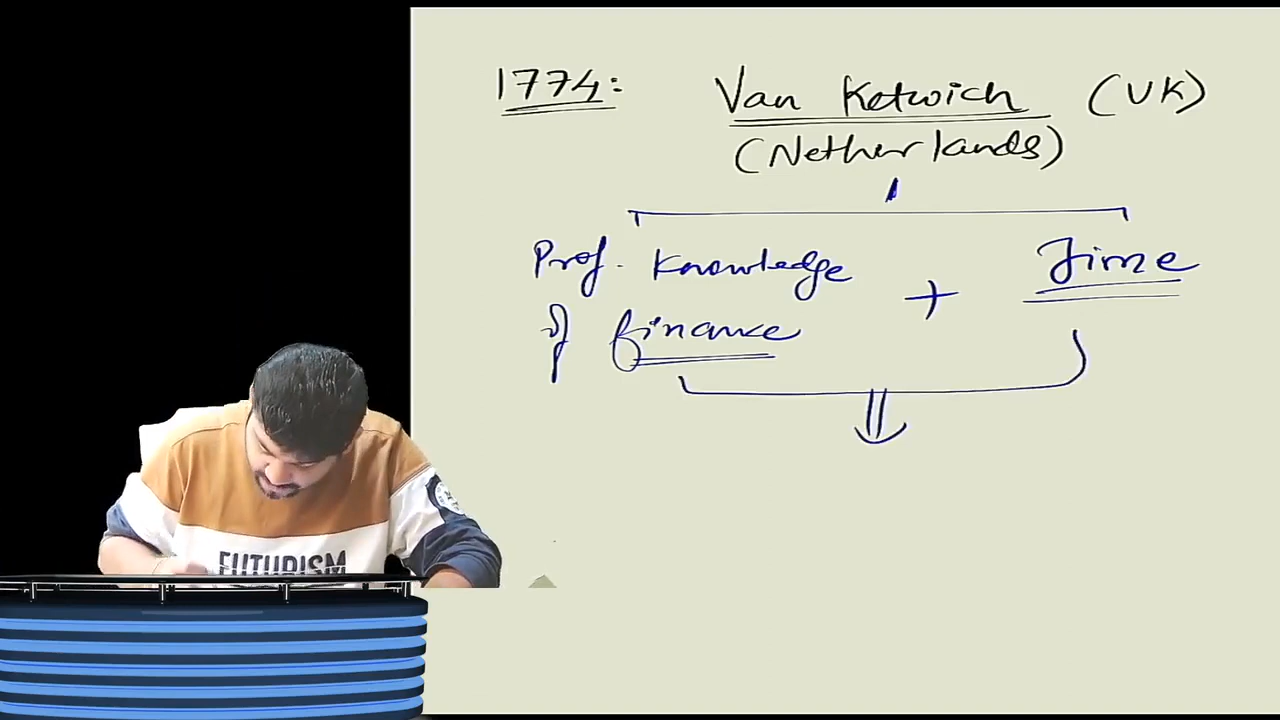 1774: Van Ketwich (UK)
(Netherlands)
Prof. Knowledge + Time
of finance
FUTURISM